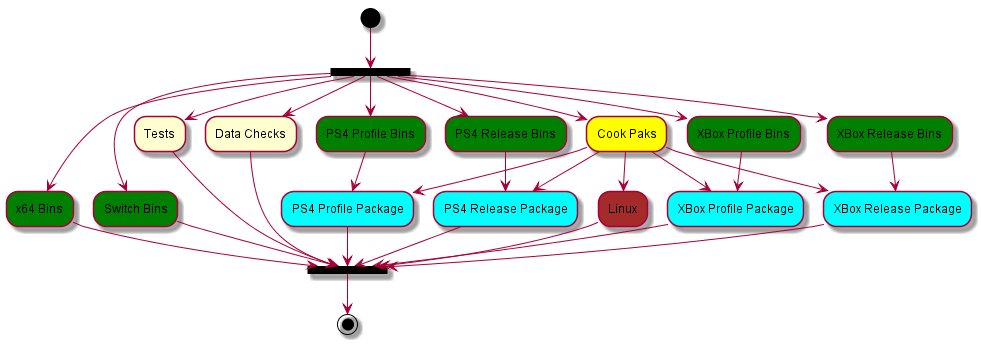 Tests
Data Checks
PS4 Profile Bins
PS4 Release Bins
Cook Paks
XBox Profile Bins
XBox Release Bins
x64 Bins
Switch Bins
PS4 Profile Package
PS4 Release Package
Linux
XBox Profile Package
XBox Release Package